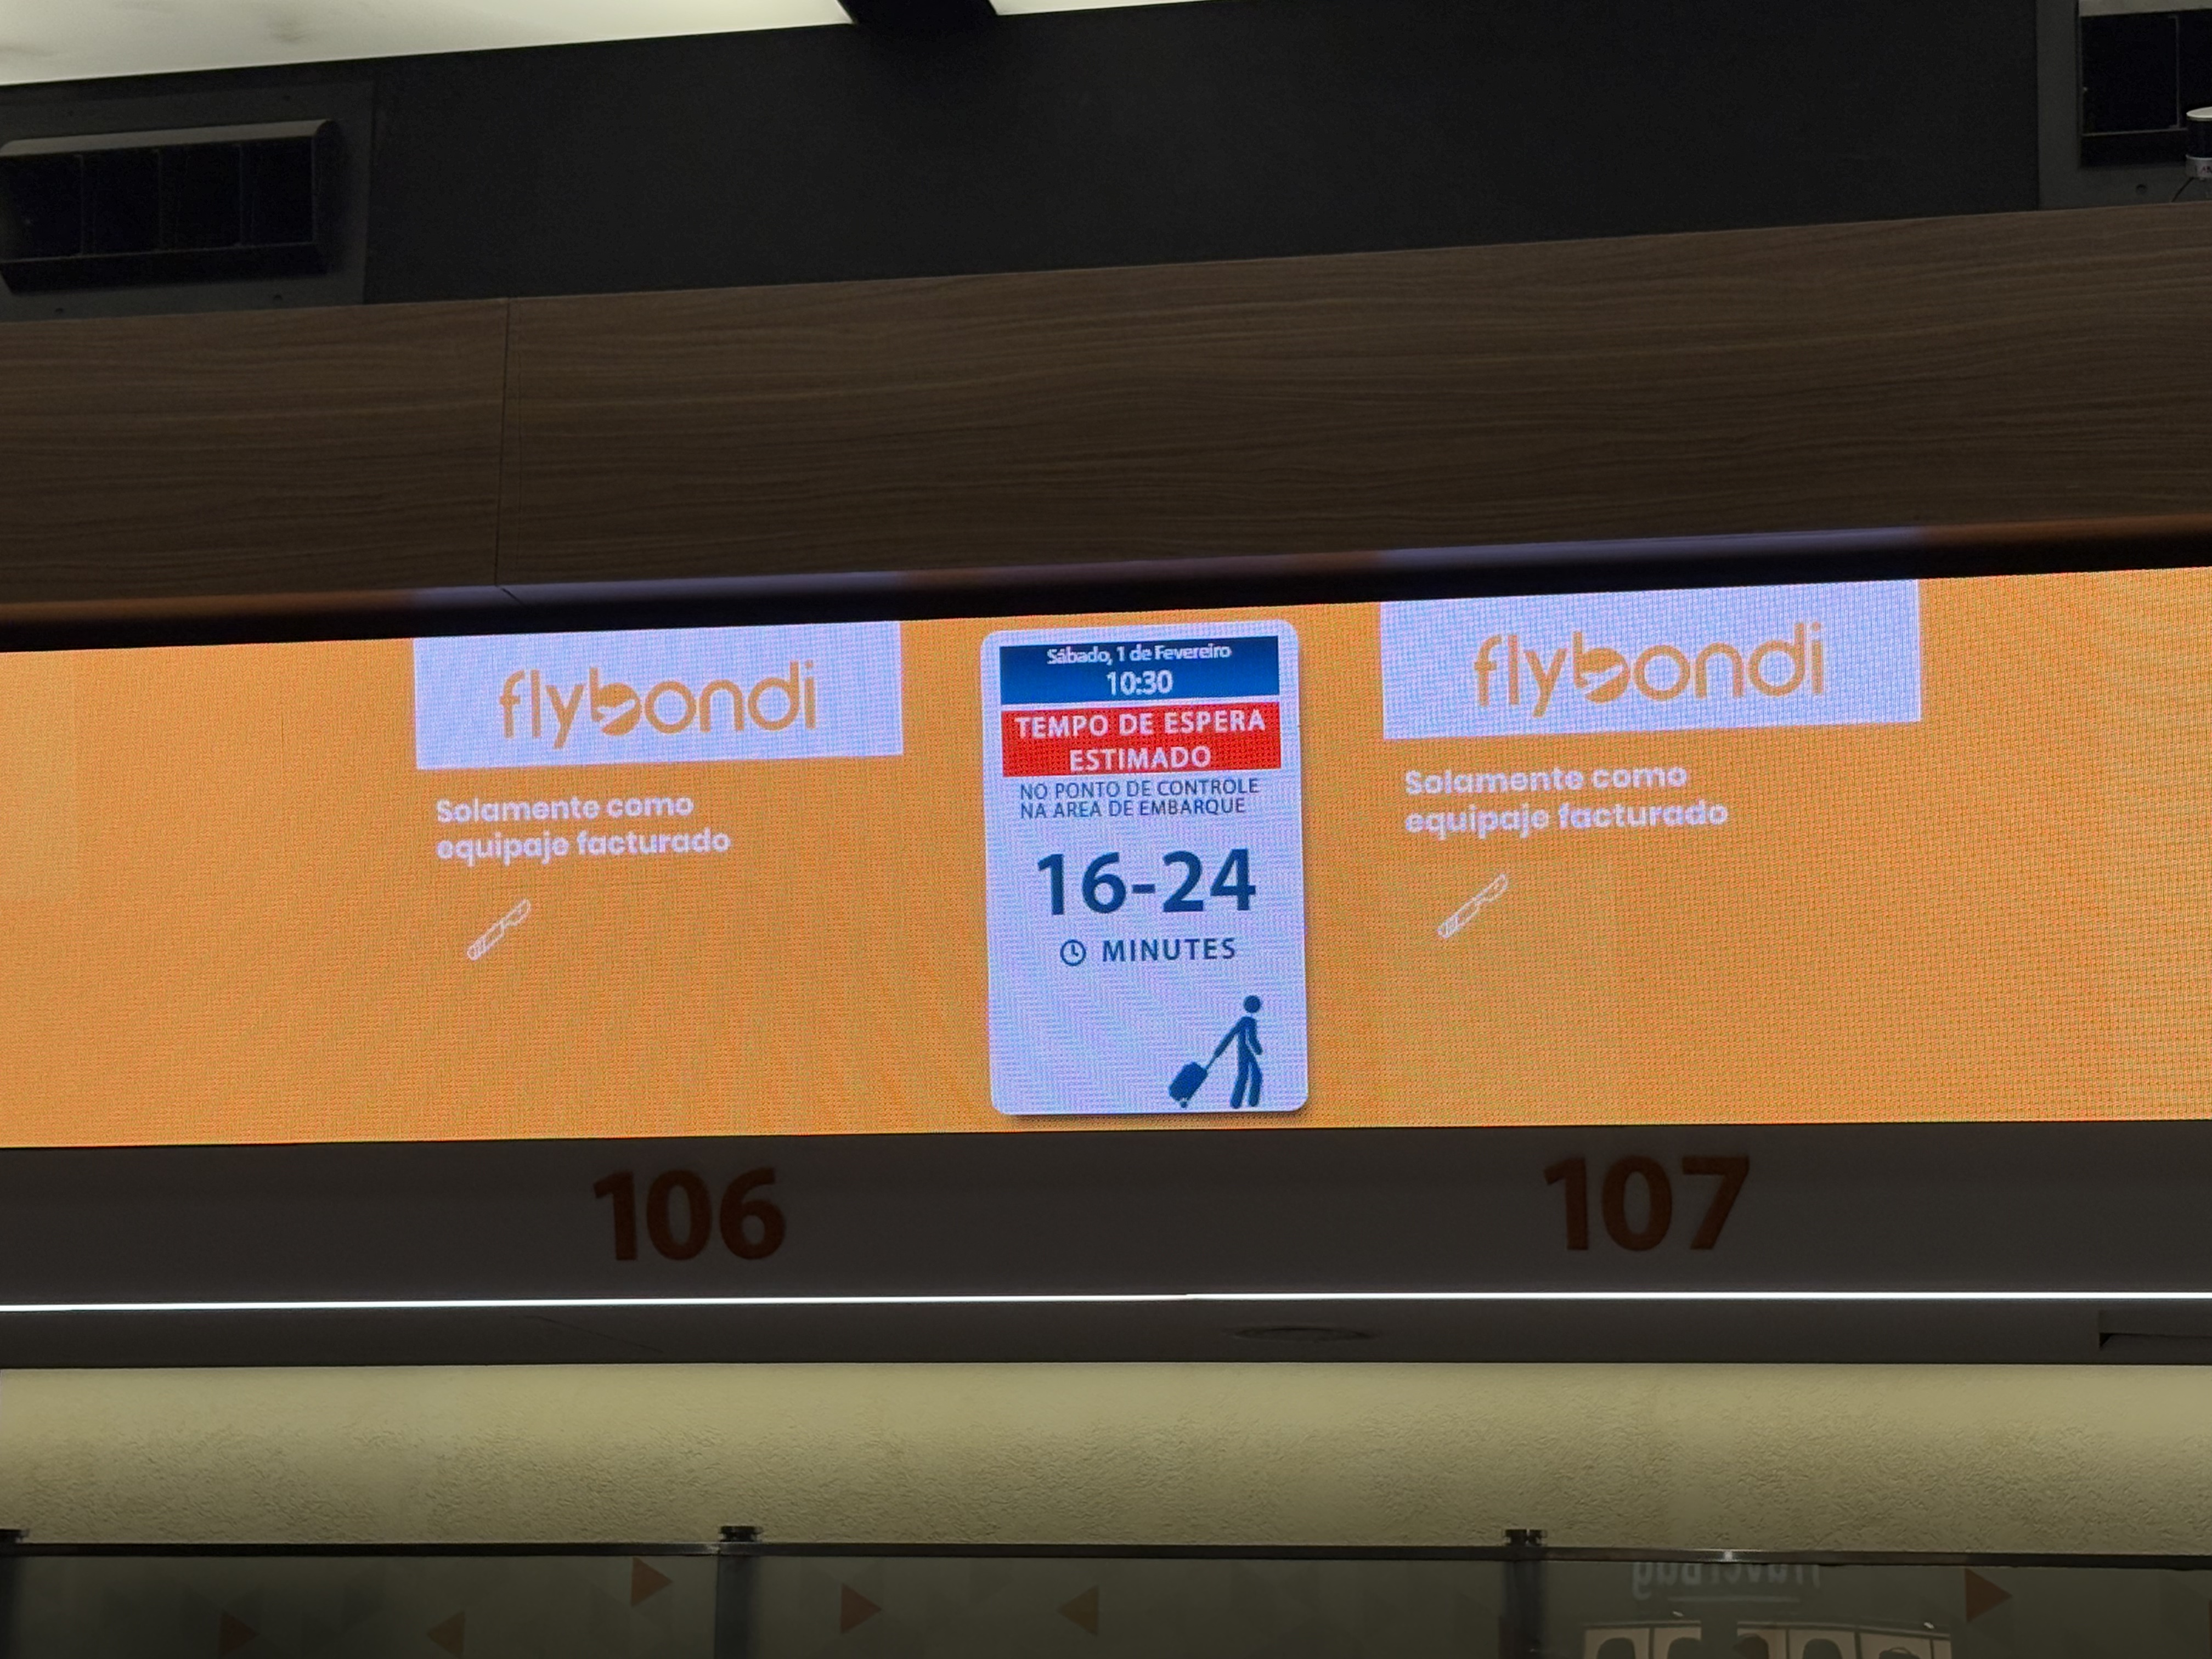 flybondi
Solamente como
equipaje facturado
Sábado, 1 de Fevereiro
10:30
TEMPO DE ESPERA
ESTIMADO
NO PONTO DE CONTROLE
NA AREA DE EMBARQUE
16-24
MINUTES
flybondi
Solamente como
equipaje facturado
106
107